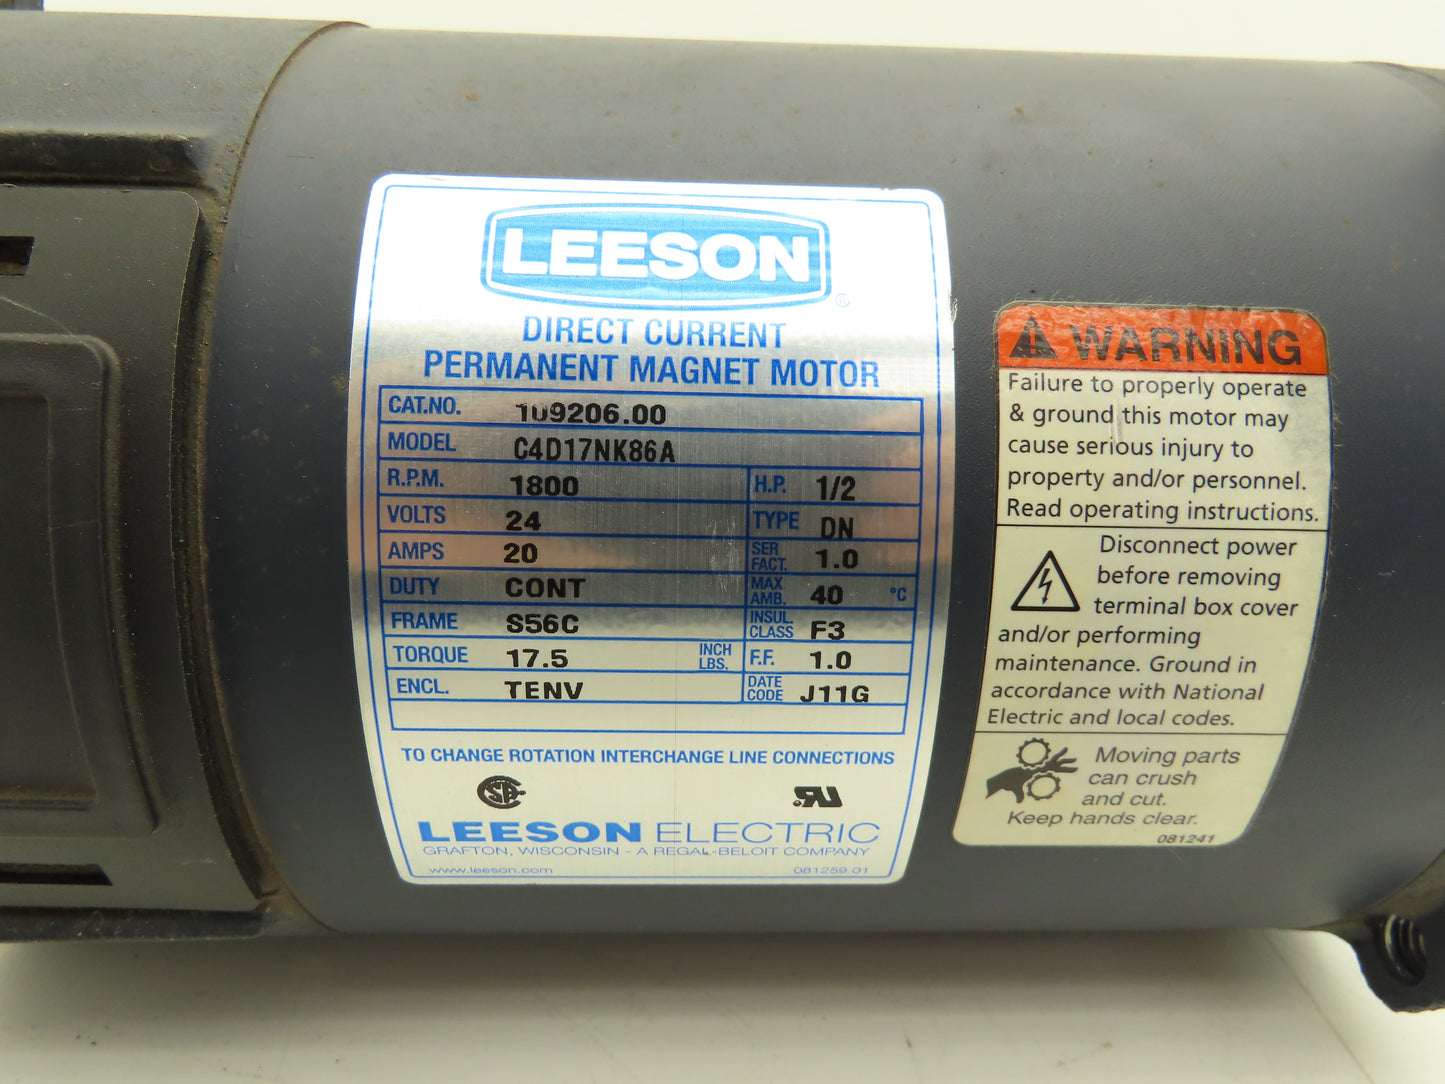 LEESON
®
DIRECT CURRENT
PERMANENT MAGNET MOTOR
CAT.NO. 109206.00
MODEL C4D17NK86A
R.P.M. 1800 H.P. 1/2
VOLTS 24 TYPE DN
AMPS 20 SER FACT. 1.0
DUTY CONT MAX AMB. 40 °C
FRAME S56C INSUL. CLASS F3
TORQUE 17.5 INCH LBS. F.F. 1.0
ENCL. TENV DATE CODE J11G
TO CHANGE ROTATION INTERCHANGE LINE CONNECTIONS
LEESON ELECTRIC
GRAFTON, WISCONSIN - A REGAL-BELOIT COMPANY
www.leeson.com 081259.01
WARNING
Failure to properly operate
& ground this motor may
cause serious injury to
property and/or personnel.
Read operating instructions.
Disconnect power
before removing
terminal box cover
and/or performing
maintenance. Ground in
accordance with National
Electric and local codes.
Moving parts
can crush
and cut.
Keep hands clear.
081241